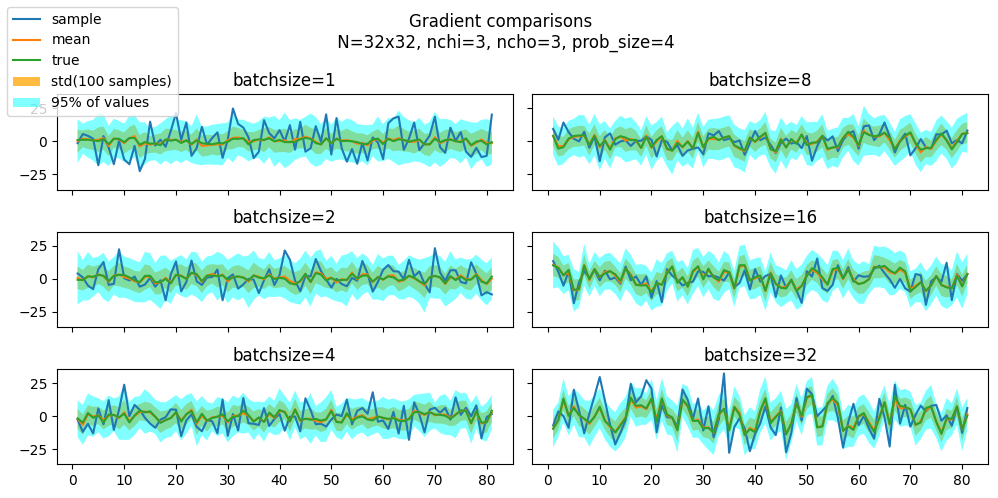 Gradient comparisons
N=32x32, nchi=3, ncho=3, prob_size=4
sample
mean
true
std(100 samples)
95% of values
batchsize=1
25
0
−25
batchsize=8
batchsize=2
25
0
−25
batchsize=16
batchsize=4
25
0
−25
0 10 20 30 40 50 60 70 80
batchsize=32
0 10 20 30 40 50 60 70 80